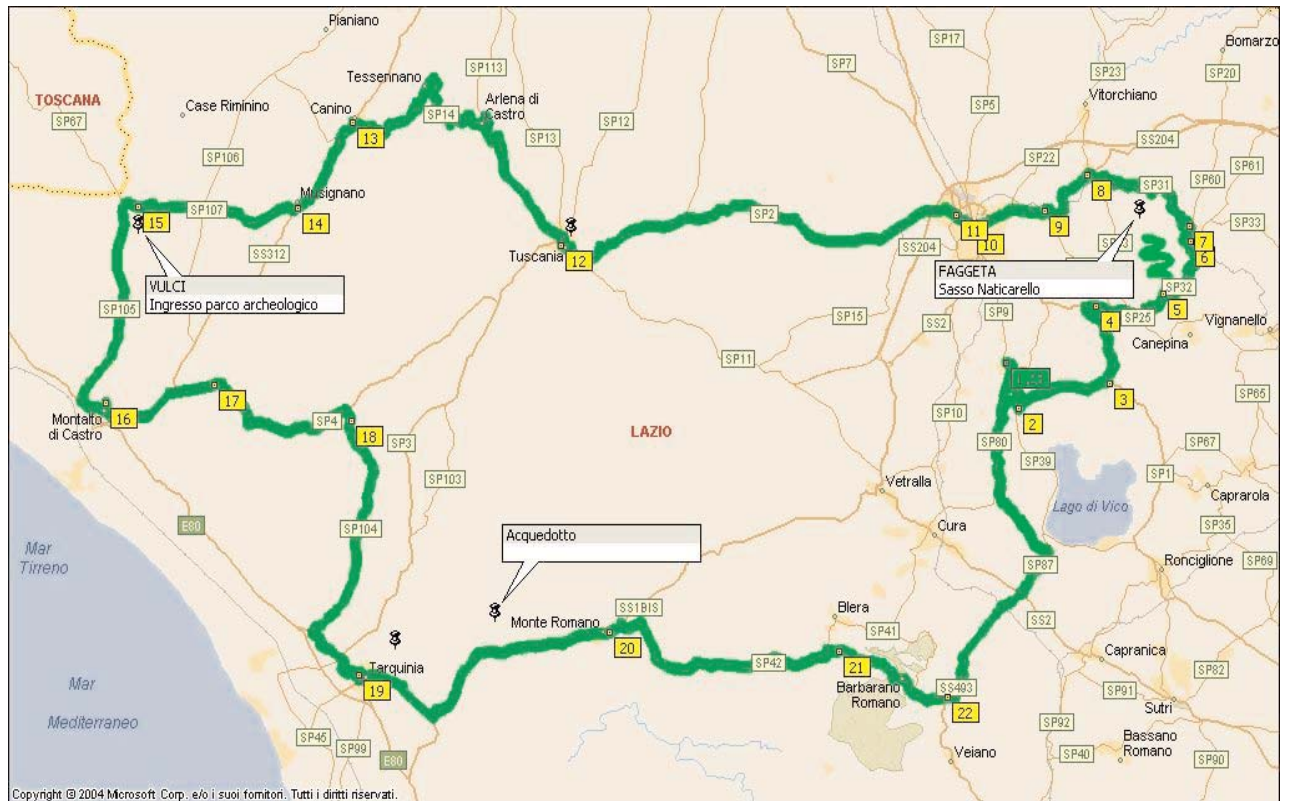 Pianiano
SP17
Bomarzo
Tessennano
SP113
SP7
SP23
SP20
TOSCANA
SP67
Case Riminino
Canino
SP14
Arlena di
Castro
SP12
SP5
Vitorchiano
SS204
13
SP13
SP106
SP22
SP61
SP60
8
SP31
Musignano
15
SP107
14
SP2
11
10
9
SP33
7
6
SS312
Tuscania
12
SS204
VULCI
Ingresso parco archeologico
FAGGETA
Sasso Naticarello
SP32
5
SP105
SP15
SS2
SP9
4
SP25
Vignanello
Canepina
SP11
17
3
SP65
Montalto
di Castro
16
SP4
18
SP3
LAZIO
SP10
2
SP80
SP39
SP67
SP1
SP103
Vetralla
Caprarola
Lago di Vico
E80
SP104
Cura
SP35
Acquedotto
Mar
Tirreno
SP87
Ronciglione
SP69
Monte Romano
SS1BIS
Blera
SP41
SS2
20
21
SP42
Capranica
SP82
Tarquinia
19
Barbarano
Romano
SS493
22
SP91
Sutri
Mar
Mediterraneo
SP45
SP99
E80
SP92
SP40
Veiano
Bassano
Romano
SP90
Copyright © 2004 Microsoft Corp. e/o i suoi fornitori. Tutti i diritti riservati.